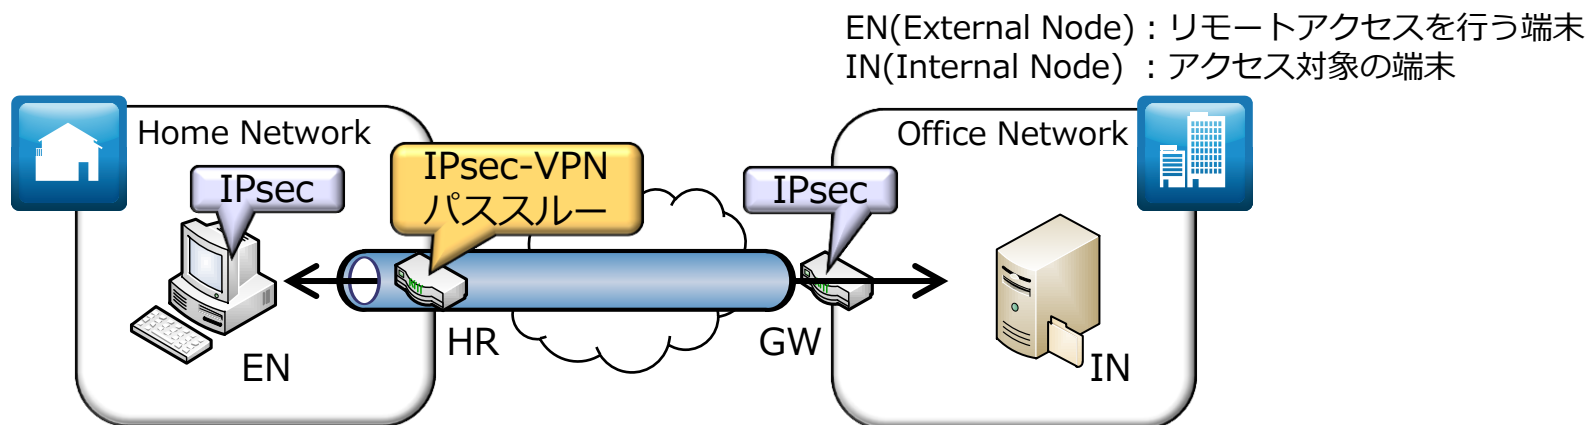 EN(External Node)：リモートアクセスを行う端末
IN(Internal Node) ：アクセス対象の端末
Home Network
Office Network
IPsec
IPsec-VPN
パススルー
IPsec
HR
GW
EN
IN